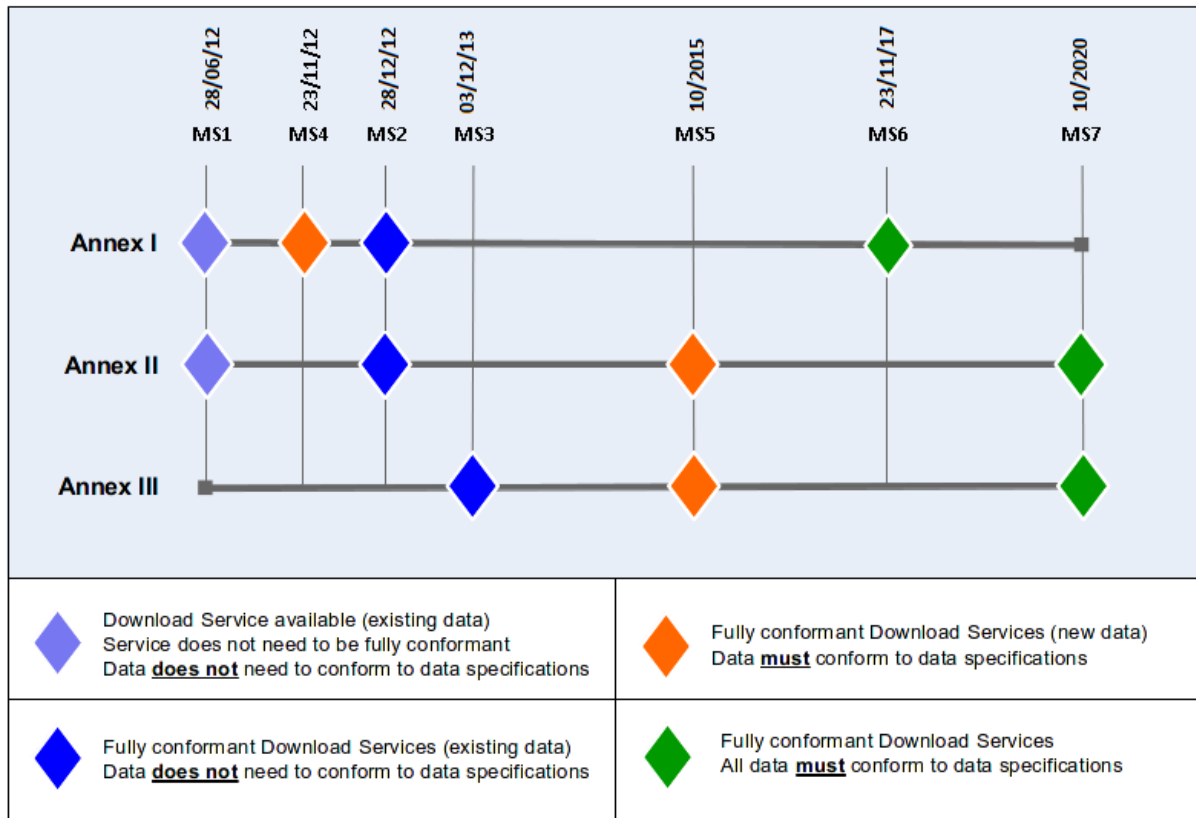 28/06/12
23/11/12
28/12/12
03/12/13
10/2015
23/11/17
10/2020
MS1
MS4
MS2
MS3
MS5
MS6
MS7
Annex I
Annex II
Annex III
Download Service available (existing data)
Service does not need to be fully conformant
Data does not need to conform to data specifications
Fully conformant Download Services (new data)
Data must conform to data specifications
Fully conformant Download Services (existing data)
Data does not need to conform to data specifications
Fully conformant Download Services
All data must conform to data specifications